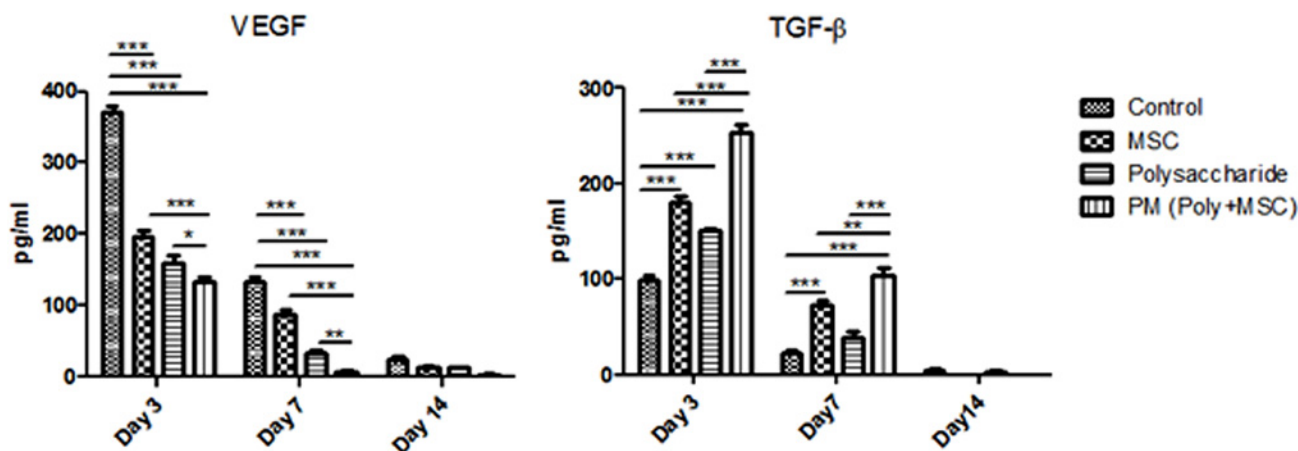 VEGF
***
***
***
400
300
200
100
0
pg/ml
***
*
***
***
***
***
**
Day 3
Day 7
Day 14
TGF-β
***
***
***
300
200
100
0
pg/ml
***
***
***
**
***
***
Day 3
Day7
Day14
Control
MSC
Polysaccharide
PM (Poly+MSC)